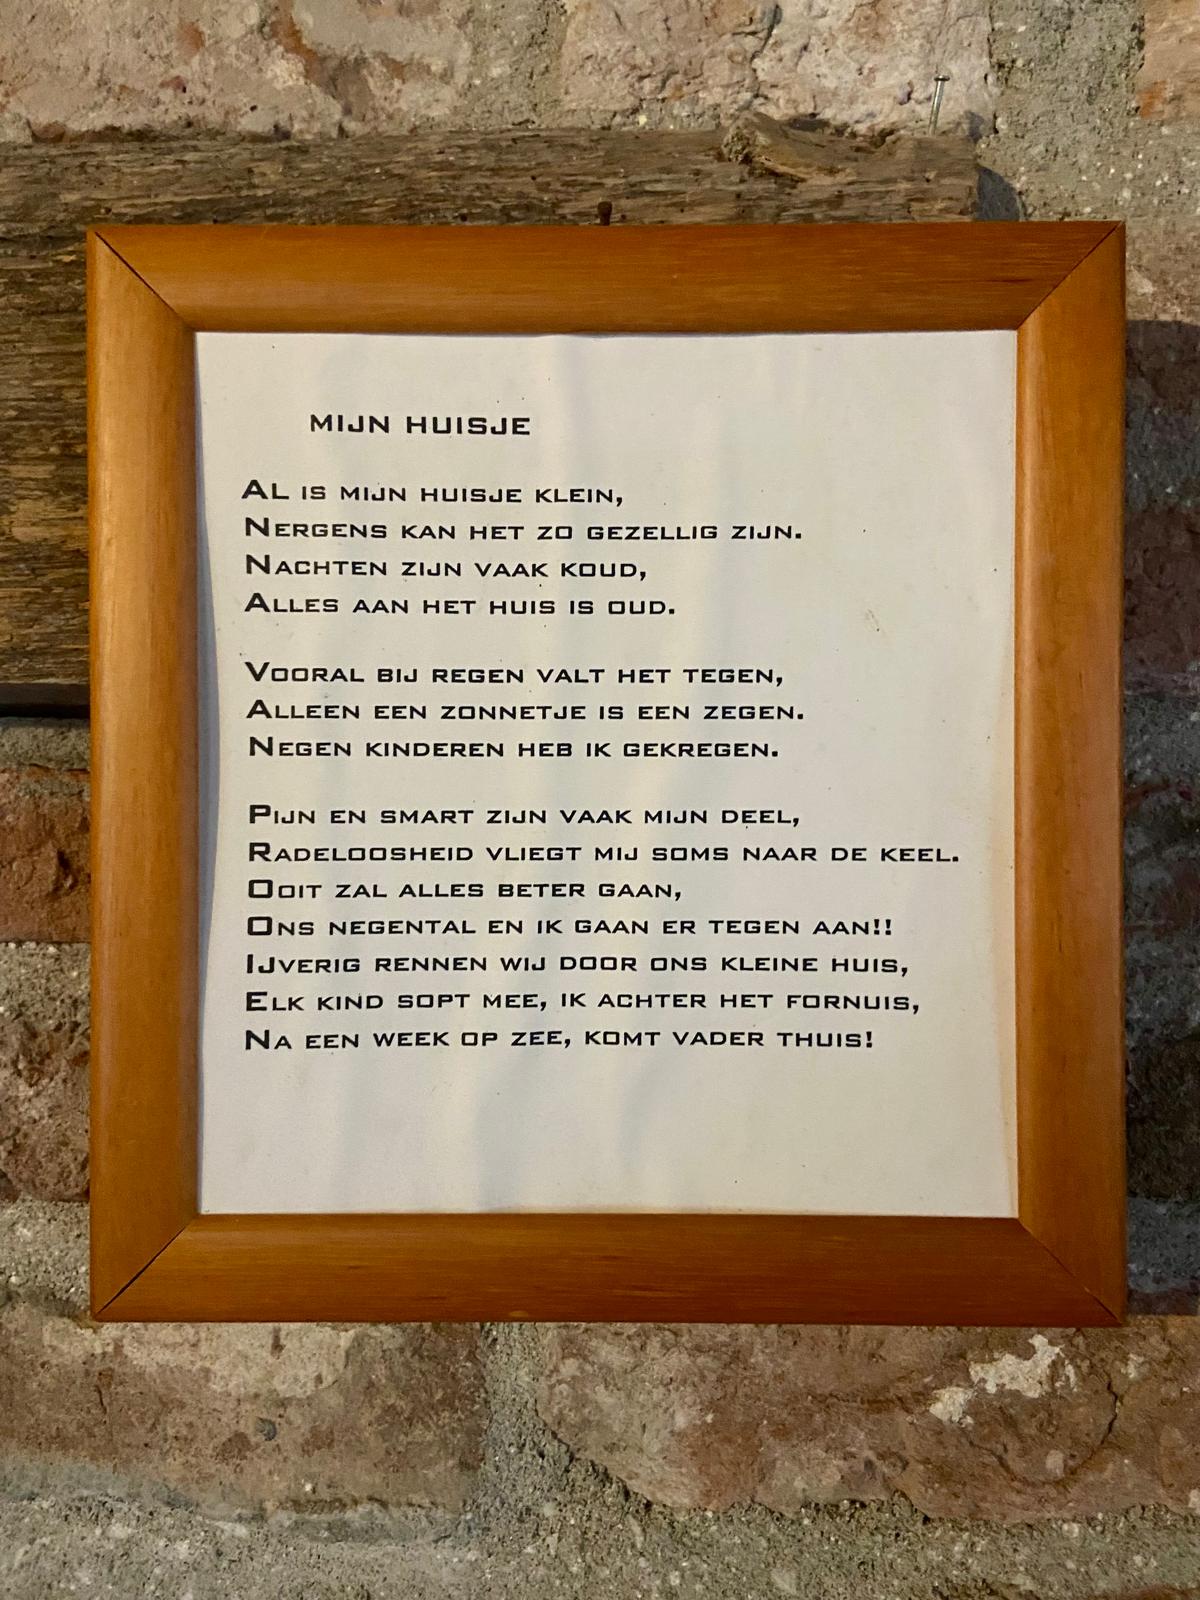 MIJN HUISJE
AL IS MIJN HUISJE KLEIN,
NERGENS KAN HET ZO GEZELLIG ZIJN.
NACHTEN ZIJN VAAK KOUD,
ALLES AAN HET HUIS IS OUD.
VOORAL BIJ REGEN VALT HET TEGEN,
ALLEEN EEN ZONNETJE IS EEN ZEGEN.
NEGEN KINDEREN HEB IK GEKREGEN.
PIJN EN SMART ZIJN VAAK MIJN DEEL,
RADELOOSHEID VLIEGT MIJ SOMS NAAR DE KEEL.
OOIT ZAL ALLES BETER GAAN,
ONS NEGENTAL EN IK GAAN ER TEGEN AAN!!
IJVERIG RENNEN WIJ DOOR ONS KLEINE HUIS,
ELK KIND SOPT MEE, IK ACHTER HET FORNUIS,
NA EEN WEEK OP ZEE, KOMT VADER THUIS!